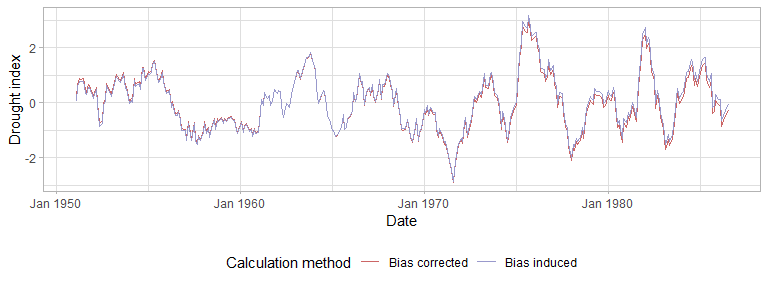 Drought index
2
0
-2
Jan 1950 Jan 1960 Jan 1970 Jan 1980
Date
Calculation method Bias corrected Bias induced